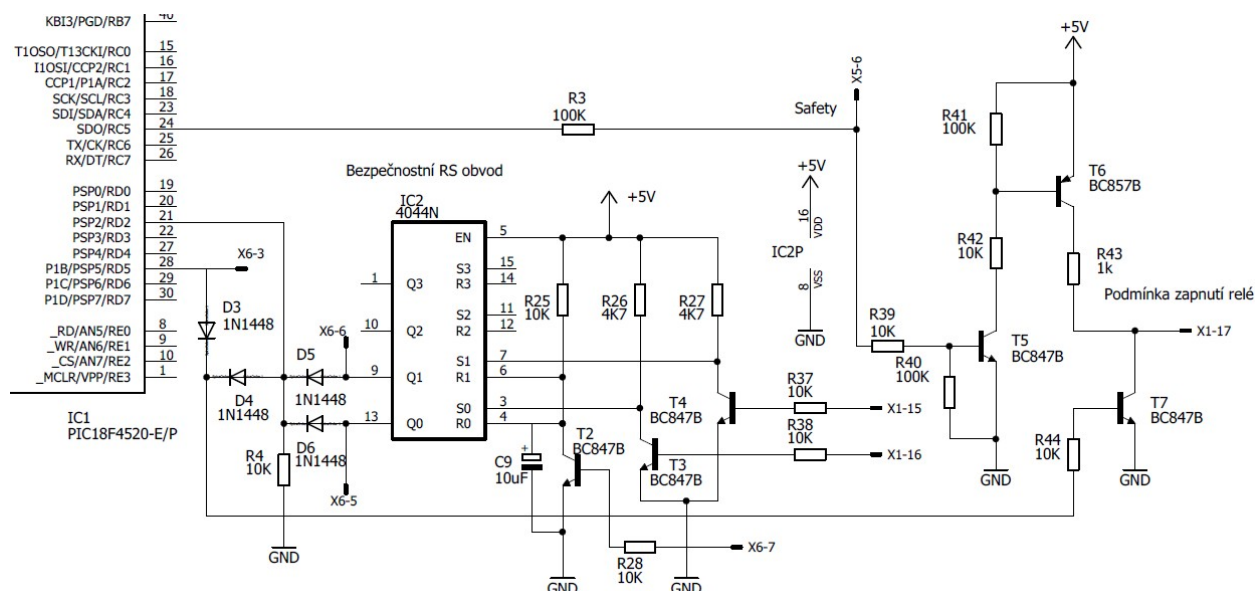 KBI3/PGD/RB7
40
T1OSO/T13CKI/RC0
15
I1OSI/CCP2/RC1
16
CCP1/P1A/RC2
17
SCK/SCL/RC3
18
SDI/SDA/RC4
23
SDO/RC5
24
TX/CK/RC6
25
RX/DT/RC7
26
PSP0/RD0
19
PSP1/RD1
20
PSP2/RD2
21
PSP3/RD3
22
PSP4/RD4
27
P1B/PSP5/RD5
28
P1C/PSP6/RD6
29
P1D/PSP7/RD7
30
_RD/AN5/RE0
8
_WR/AN6/RE1
9
_CS/AN7/RE2
10
_MCLR/VPP/RE3
1
IC1
PIC18F4520-E/P
X6-3
D3
1N1448
D4
1N1448
D5
1N1448
D6
1N1448
X6-6
X6-5
R4
10K
GND
R3
100K
Bezpečnostní RS obvod
IC2
4044N
1
Q3
10
Q2
9
Q1
13
Q0
EN
5
S3
15
R3
14
S2
11
R2
12
S1
7
R1
6
S0
3
R0
4
+5V
R25
10K
R26
4K7
R27
4K7
C9
+
10uF
T2
BC847B
T3
BC847B
T4
BC847B
GND
GND
R28
10K
X6-7
R37
10K
X1-15
R38
10K
X1-16
+5V
16
VDD
IC2P
8
VSS
GND
Safety
X5-6
R39
10K
R40
100K
R41
100K
R42
10K
T5
BC847B
GND
+5V
T6
BC857B
R43
1k
Podmínka zapnutí relé
X1-17
T7
BC847B
R44
10K
GND